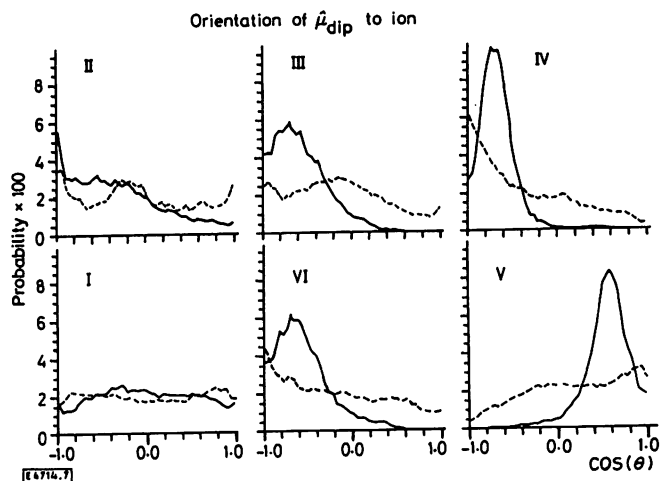 Orientation of μ̂dip to ion
II
III
IV
8
6
4
2
0
Probability × 100
I
VI
V
8
6
4
2
0
-1.0 0.0 1.0
-1.0 0.0 1.0
-1.0 0.0 1.0
COS(θ)
E4714.7